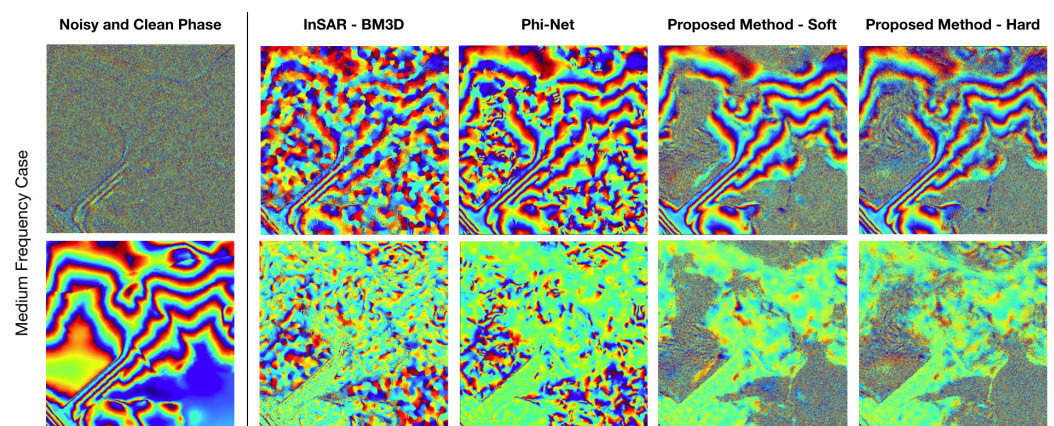 Noisy and Clean Phase
InSAR - BM3D
Phi-Net
Proposed Method - Soft
Proposed Method - Hard
Medium Frequency Case